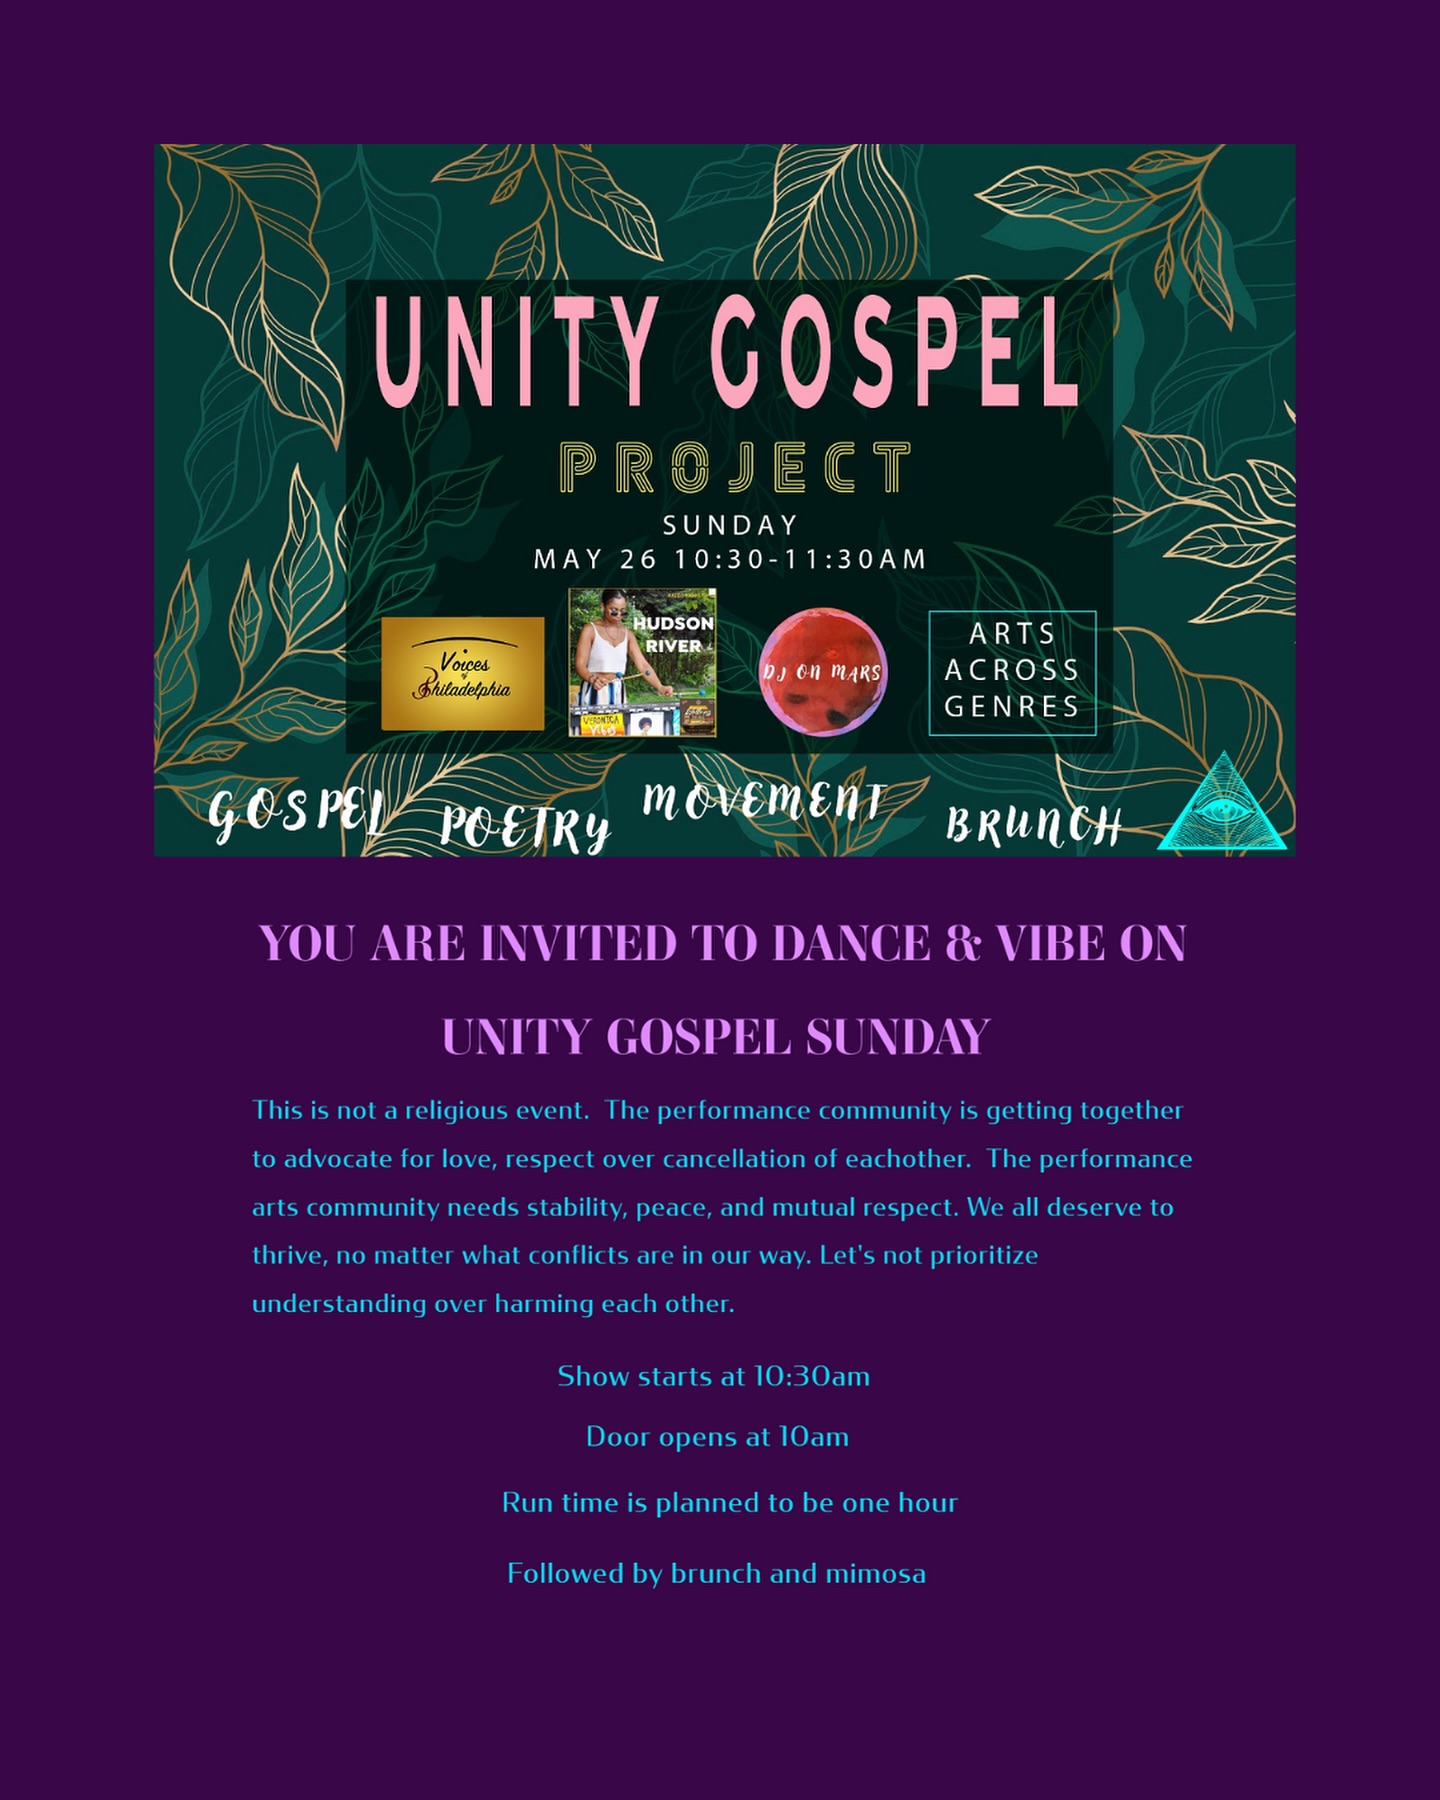 UNITY GOSPEL
PROJECT
SUNDAY
MAY 26 10:30-11:30AM
Voices
of
Philadelphia
HUDSON
RIVER
VERONICA
Vibes
DJ ON MARS
ARTS
ACROSS
GENRES
GOSPEL POETRY MOVEMENT BRUNCH
YOU ARE INVITED TO DANCE & VIBE ON
UNITY GOSPEL SUNDAY
This is not a religious event.  The performance community is getting together
to advocate for love, respect over cancellation of eachother.  The performance
arts community needs stability, peace, and mutual respect. We all deserve to
thrive, no matter what conflicts are in our way. Let's not prioritize
understanding over harming each other.
Show starts at 10:30am
Door opens at 10am
Run time is planned to be one hour
Followed by brunch and mimosa